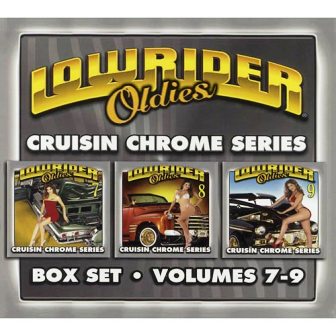 LOWRIDER
Oldies
CRUISIN CHROME SERIES
LOWRIDER
Oldies
7
CRUISIN CHROME SERIES
LOWRIDER
Oldies
8
CRUISIN CHROME SERIES
LOWRIDER
Oldies
9
CRUISIN CHROME SERIES
BOX SET • VOLUMES 7-9